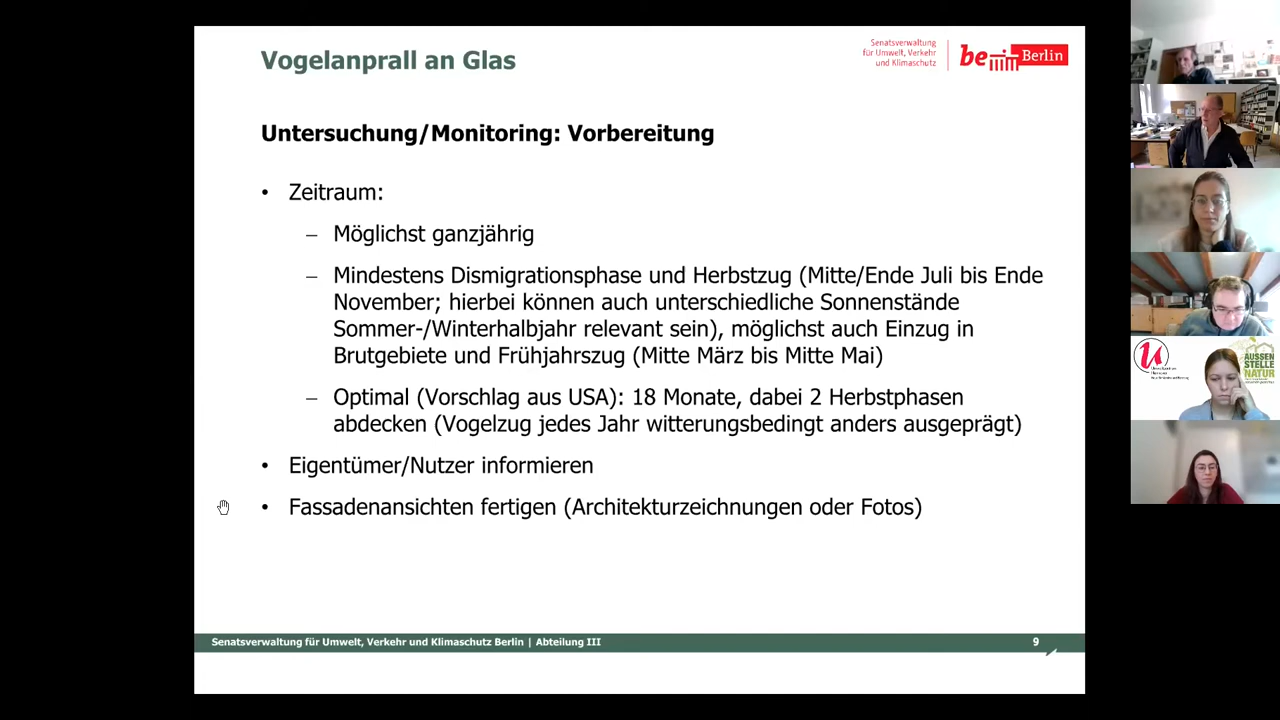 Vogelanprall an Glas
Senatsverwaltung
für Umwelt, Verkehr
und Klimaschutz
be Berlin
Untersuchung/Monitoring: Vorbereitung
• Zeitraum:
– Möglichst ganzjährig
– Mindestens Dismigrationsphase und Herbstzug (Mitte/Ende Juli bis Ende
November; hierbei können auch unterschiedliche Sonnenstände
Sommer-/Winterhalbjahr relevant sein), möglichst auch Einzug in
Brutgebiete und Frühjahrszug (Mitte März bis Mitte Mai)
– Optimal (Vorschlag aus USA): 18 Monate, dabei 2 Herbstphasen
abdecken (Vogelzug jedes Jahr witterungsbedingt anders ausgeprägt)
• Eigentümer/Nutzer informieren
• Fassadenansichten fertigen (Architekturzeichnungen oder Fotos)
Senatsverwaltung für Umwelt, Verkehr und Klimaschutz Berlin | Abteilung III
9
AUSSEN
STELLE
NATUR